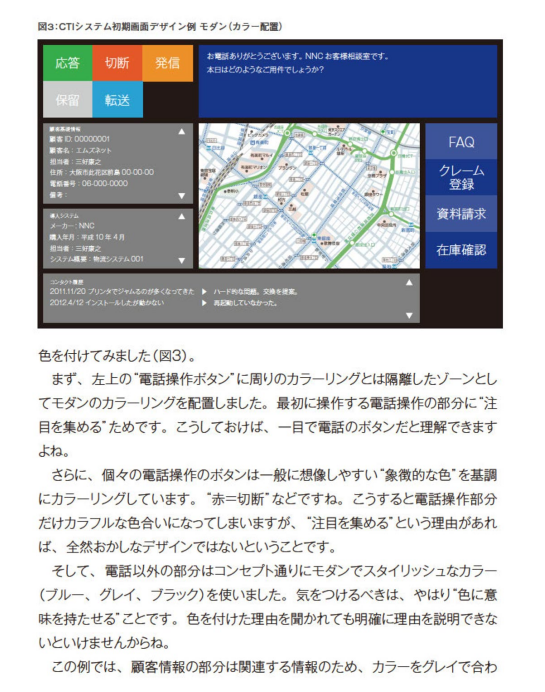 図3:CTIシステム初期画面デザイン例 モダン（カラー配置）
応答 切断 発信
保留 転送
お電話ありがとうございます。NNCお客様相談室です。
本日はどのようなご用件でしょうか？
顧客基礎情報
顧客 ID: 00000001
顧客名：エムズネット
担当者：三好康之
住所：大阪市此花区酉島 00-00-00
電話番号：06-000-0000
備考：
導入システム
メーカー：NNC
購入年月：平成 10 年 4 月
担当者：三好康之
システム概要：物流システム 001
FAQ
クレーム
登録
資料請求
在庫確認
コンタクト履歴
2011.11/20 プリンタでジャムるのが多くなってきた ▶ ハード的な問題。交換を提案。
2012.4/12 インストールしたが動かない ▶ 再起動していなかった。
色を付けてみました（図3）。
まず、左上の“電話操作ボタン”に周りのカラーリングとは隔離したゾーンとし
てモダンのカラーリングを配置しました。最初に操作する電話操作の部分に“注
目を集める”ためです。こうしておけば、一目で電話のボタンだと理解できます
よね。
さらに、個々の電話操作のボタンは一般に想像しやすい“象徴的な色”を基調
にカラーリングしています。“赤＝切断”などですね。こうすると電話操作部分
だけカラフルな色合いになってしまいますが、“注目を集める”という理由があれ
ば、全然おかしなデザインではないということです。
そして、電話以外の部分はコンセプト通りにモダンでスタイリッシュなカラー
（ブルー、グレイ、ブラック）を使いました。気をつけるべきは、やはり“色に意
味を持たせる”ことです。色を付けた理由を聞かれても明確に理由を説明できな
いといけませんからね。
この例では、顧客情報の部分は関連する情報のため、カラーをグレイで合わ